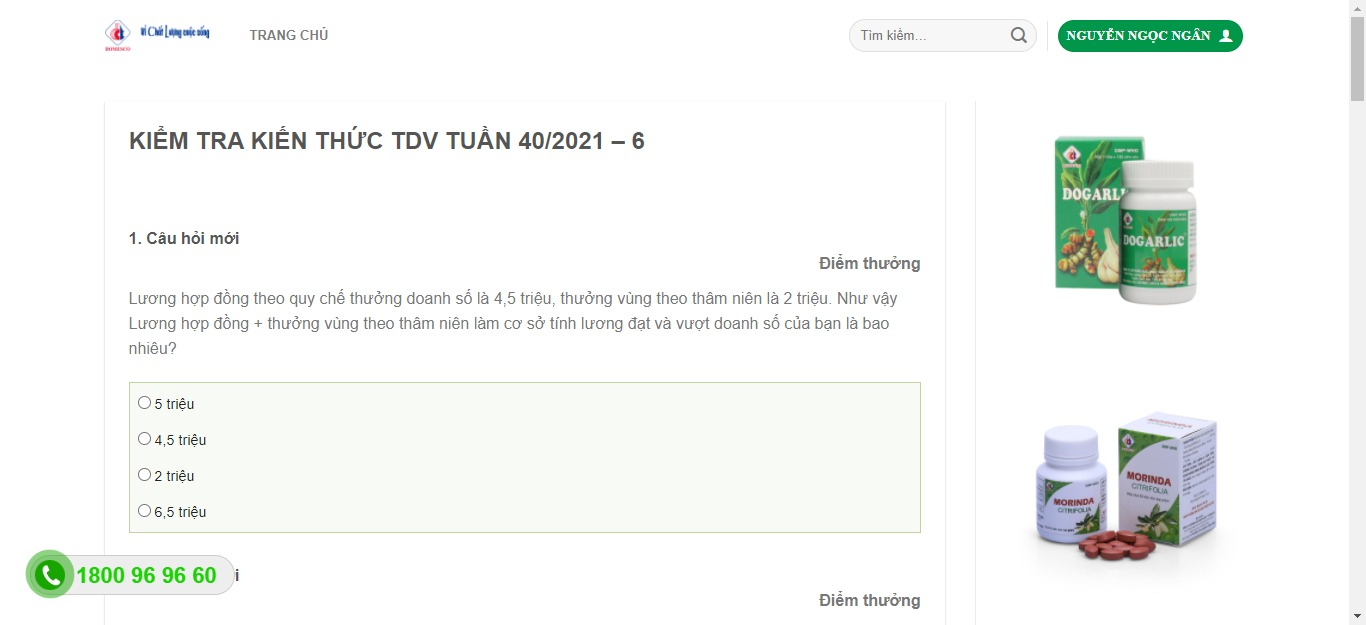 DOMESCO
Vì Chất Lượng cuộc sống
TRANG CHỦ
Tìm kiếm...
NGUYỄN NGỌC NGÂN
KIỂM TRA KIẾN THỨC TDV TUẦN 40/2021 – 6
1. Câu hỏi mới
Điểm thưởng
Lương hợp đồng theo quy chế thưởng doanh số là 4,5 triệu, thưởng vùng theo thâm niên là 2 triệu. Như vậy
Lương hợp đồng + thưởng vùng theo thâm niên làm cơ sở tính lương đạt và vượt doanh số của bạn là bao
nhiêu?
5 triệu
4,5 triệu
2 triệu
6,5 triệu
1800 96 96 60
i
Điểm thưởng
DOGARLIC
MORINDA
CITRIFOLIA
MORINDA
CITRIFOLIA